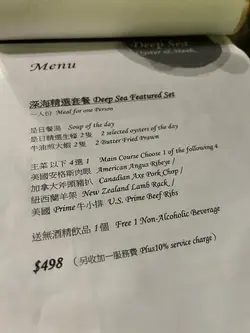 Deep Sea
Menu
深海精選套餐 Deep Sea Featured Set
一人份 Meal for one Person
是日餐湯 Soup of the day
是日精選生蠔 2 隻 2 selected oysters of the day
牛油煎大蝦 2 隻 2 Butter Fried Prawn
主菜以下 4 選 1 Main Course Choose 1 of the following 4
美國安格斯肉眼 American Angus Ribeye /
加拿大斧頭豬扒 Canadian Axe Pork Chop /
紐西蘭羊架 New Zealand Lamb Rack /
美國 Prime 牛小排 U.S. Prime Beef Ribs
送無酒精飲品 1 個 Free 1 Non-Alcoholic Beverage
$498 (另收加一服務費 Plus10% service charge)